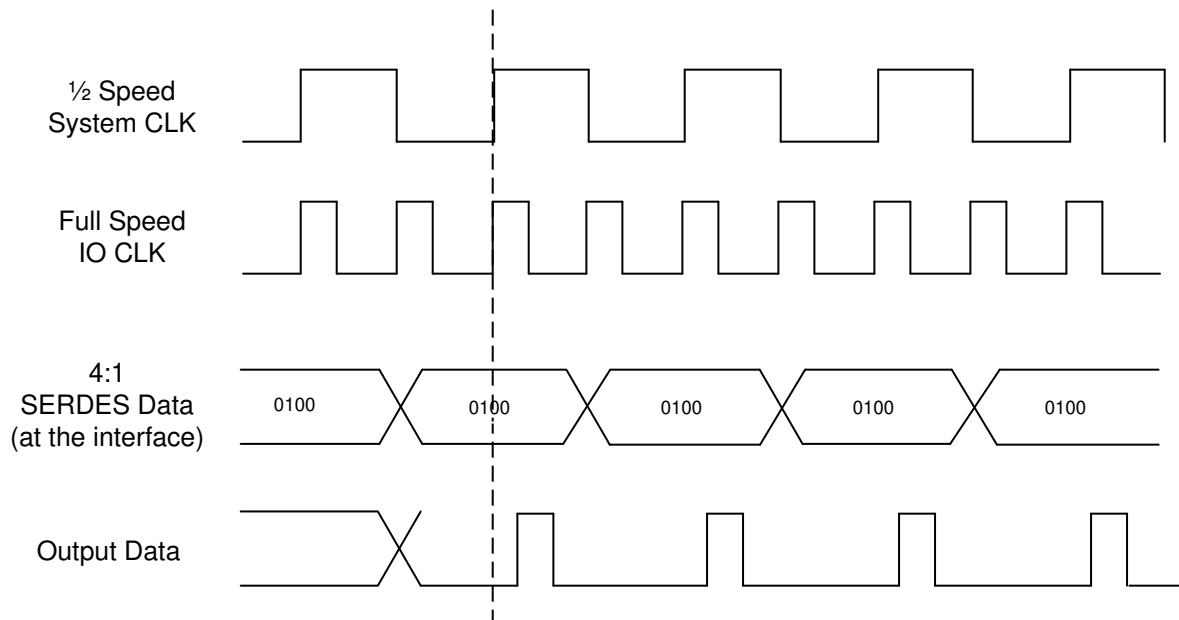 ½ Speed
System CLK
Full Speed
IO CLK
4:1
SERDES Data
(at the interface)
0100 0100 0100 0100 0100
Output Data